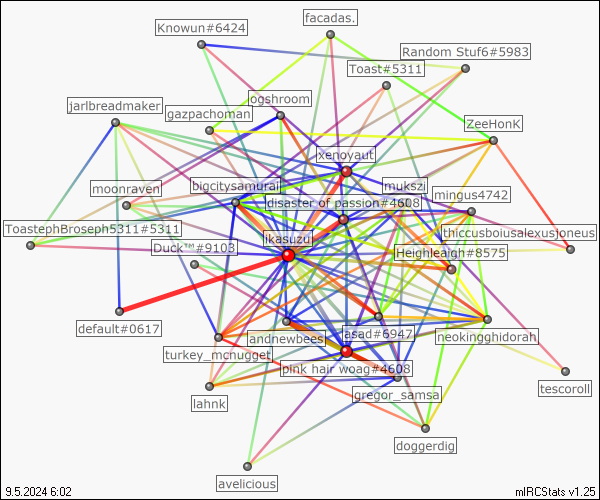 facadas.
Knowun#6424
Random Stuf6#5983
Toast#5311
jarlbreadmaker
ogshroom
gazpachoman
ZeeHonK
xenoyaut
moonraven
bigcitysamurai
mukszi
mingus4742
disaster of passion#4608
ToastephBroseph5311#5311
thiccusboiusalexusjoneus
ikasuzu
Duck™#9103
Heighleaigh#8575
default#0617
andnewbees
asad#6947
neokingghidorah
turkey_mcnugget
pink hair woag#4608
tescoroll
gregor_samsa
lahnk
doggerdig
avelicious
9.5.2024 6:02
mIRCStats v1.25